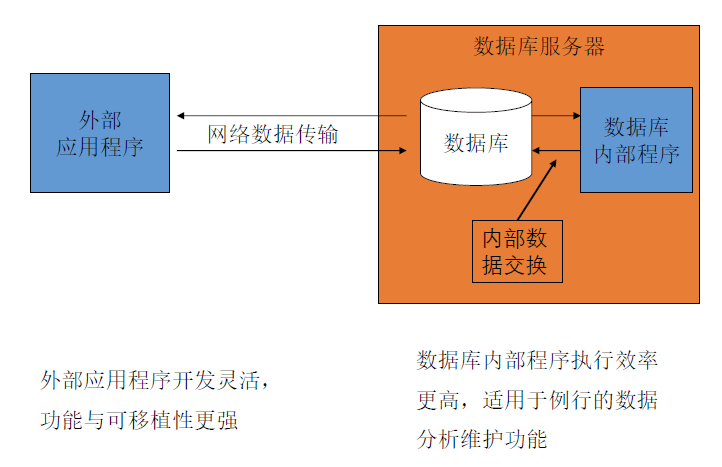 数据库服务器
外部
应用程序
网络数据传输
数据库
数据库
内部程序
内部数
据交换
外部应用程序开发灵活，
功能与可移植性更强
数据库内部程序执行效率
更高，适用于例行的数据
分析维护功能